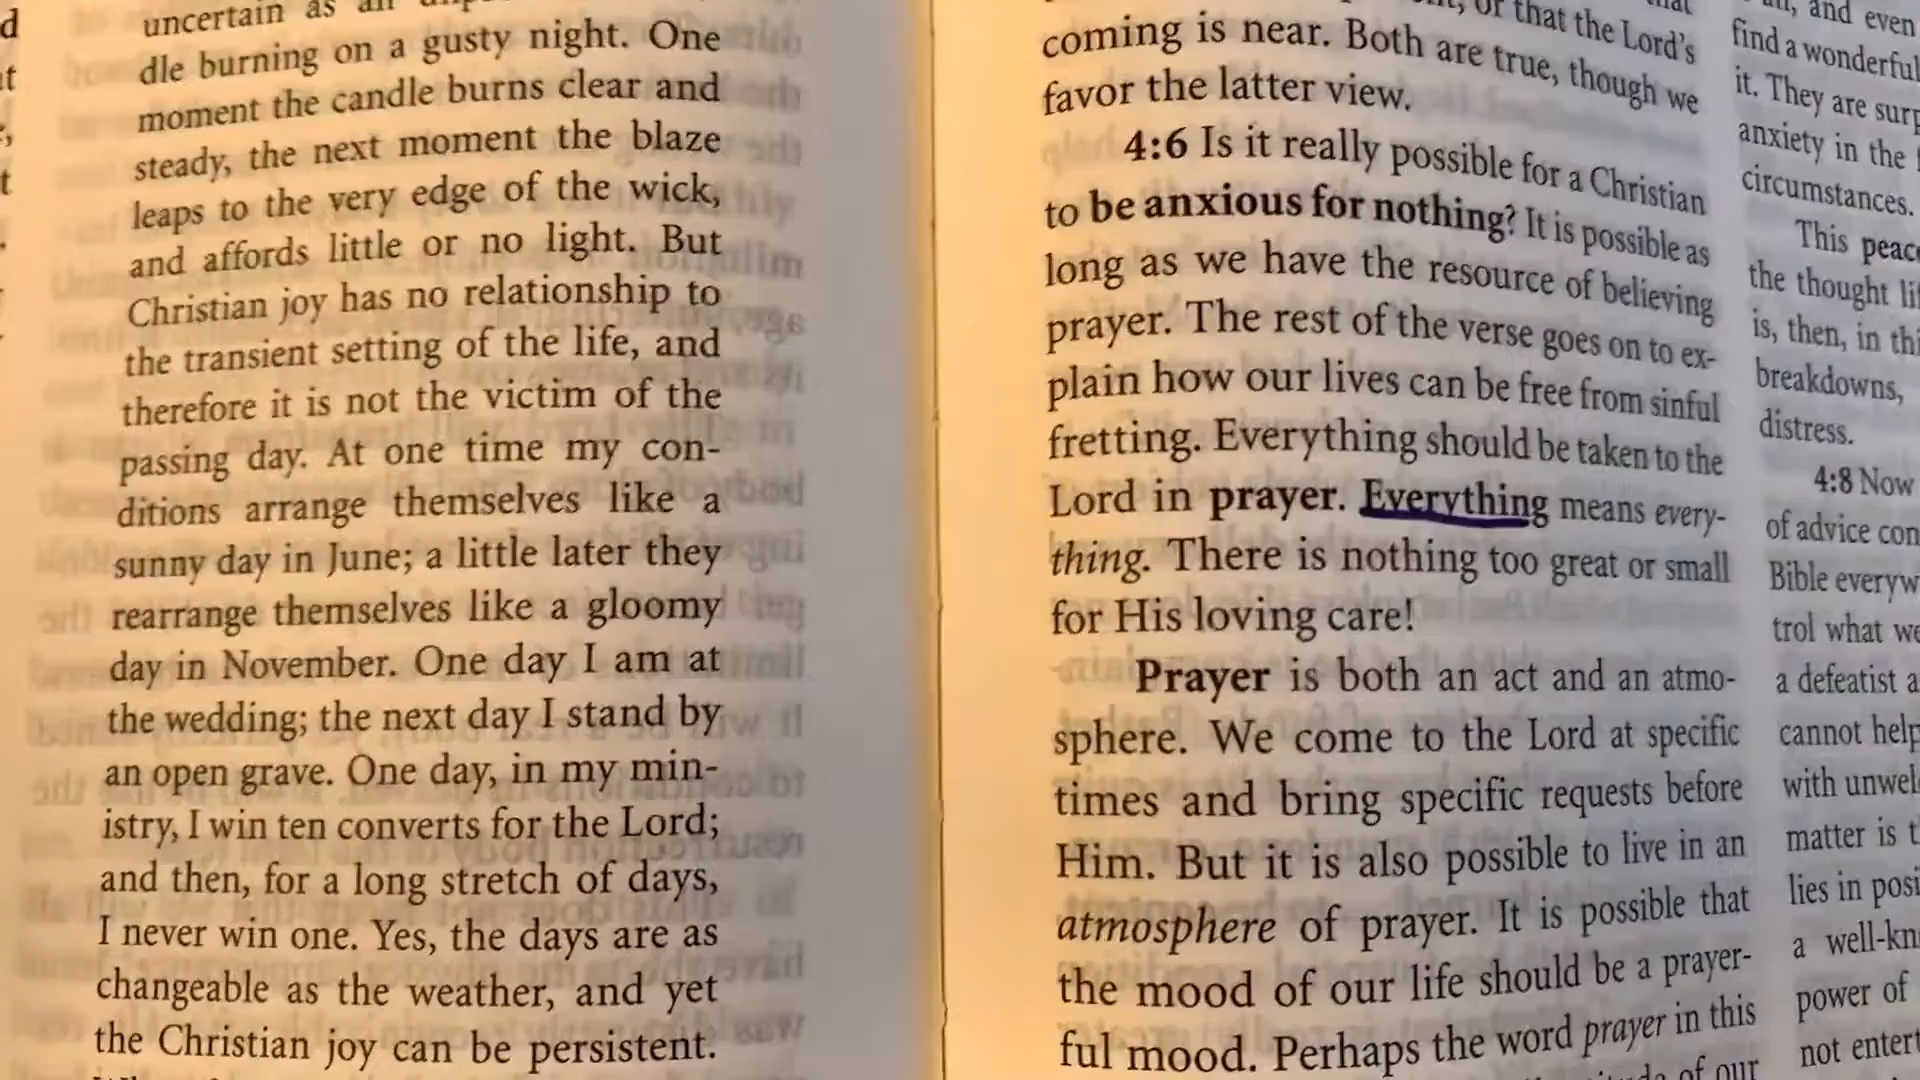 uncertain as an
dle burning on a gusty night. One
moment the candle burns clear and
steady, the next moment the blaze
leaps to the very edge of the wick,
and affords little or no light. But
Christian joy has no relationship to
the transient setting of the life, and
therefore it is not the victim of the
passing day. At one time my con-
ditions arrange themselves like a
sunny day in June; a little later they
rearrange themselves like a gloomy
day in November. One day I am at
the wedding; the next day I stand by
an open grave. One day, in my min-
istry, I win ten converts for the Lord;
and then, for a long stretch of days,
I never win one. Yes, the days are as
changeable as the weather, and yet
the Christian joy can be persistent.
or that the Lord's
coming is near. Both are true, though we
favor the latter view.
4:6 Is it really possible for a Christian
to be anxious for nothing? It is possible as
long as we have the resource of believing
prayer. The rest of the verse goes on to ex-
plain how our lives can be free from sinful
fretting. Everything should be taken to the
Lord in prayer. Everything means every-
thing. There is nothing too great or small
for His loving care!
Prayer is both an act and an atmo-
sphere. We come to the Lord at specific
times and bring specific requests before
Him. But it is also possible to live in an
atmosphere of prayer. It is possible that
the mood of our life should be a prayer-
ful mood. Perhaps the word prayer in this
of our
and even
find a wonderful
it. They are
anxiety in the
circumstances.
This peace
the thought
is, then, in
breakdowns,
distress.
4:8 Now
of advice
Bible
trol what we
a defeatist
cannot help
with
matter is
lies in
a
power of
not